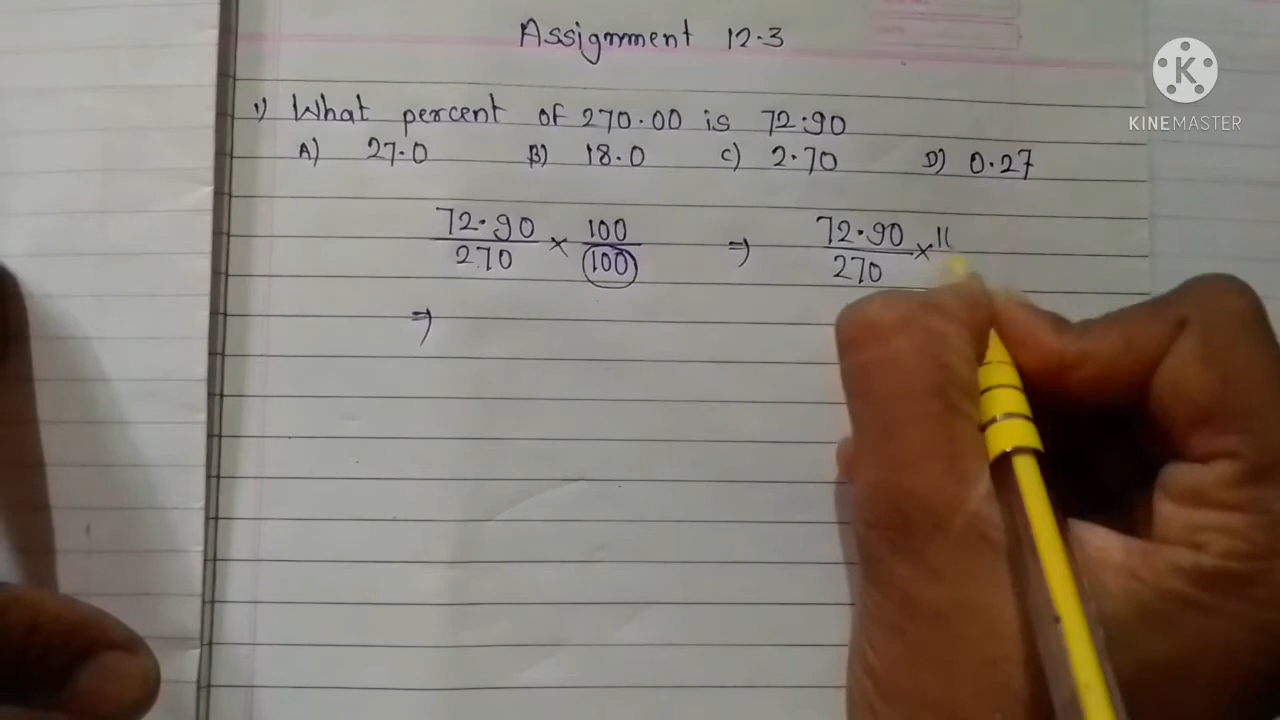 Assignment 12.3
1) What percent of 270.00 is 72.90
A) 27.0 B) 18.0 C) 2.70 D) 0.27
72.90 / 270 × 100 / 100 ⇒ 72.90 / 270 ×
⇒
K
KINEMASTER